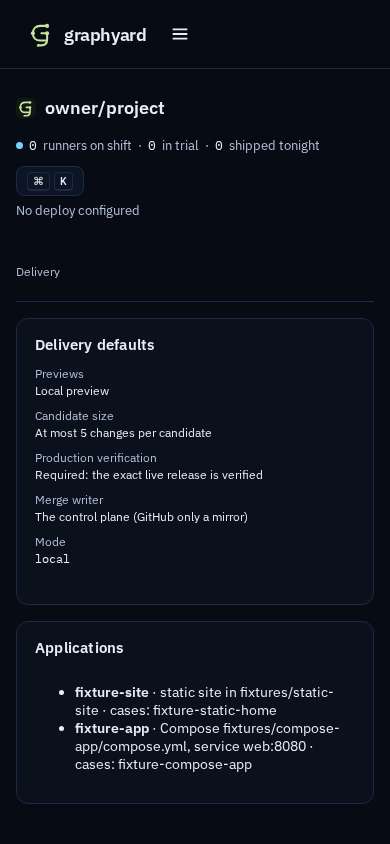 graphyard
owner/project
0 runners on shift · 0 in trial · 0 shipped tonight
⌘ K
No deploy configured
Delivery
Delivery defaults
Previews
Local preview
Candidate size
At most 5 changes per candidate
Production verification
Required: the exact live release is verified
Merge writer
The control plane (GitHub only a mirror)
Mode
local
Applications
• fixture-site · static site in fixtures/static-
site · cases: fixture-static-home
• fixture-app · Compose fixtures/compose-
app/compose.yml, service web:8080 ·
cases: fixture-compose-app